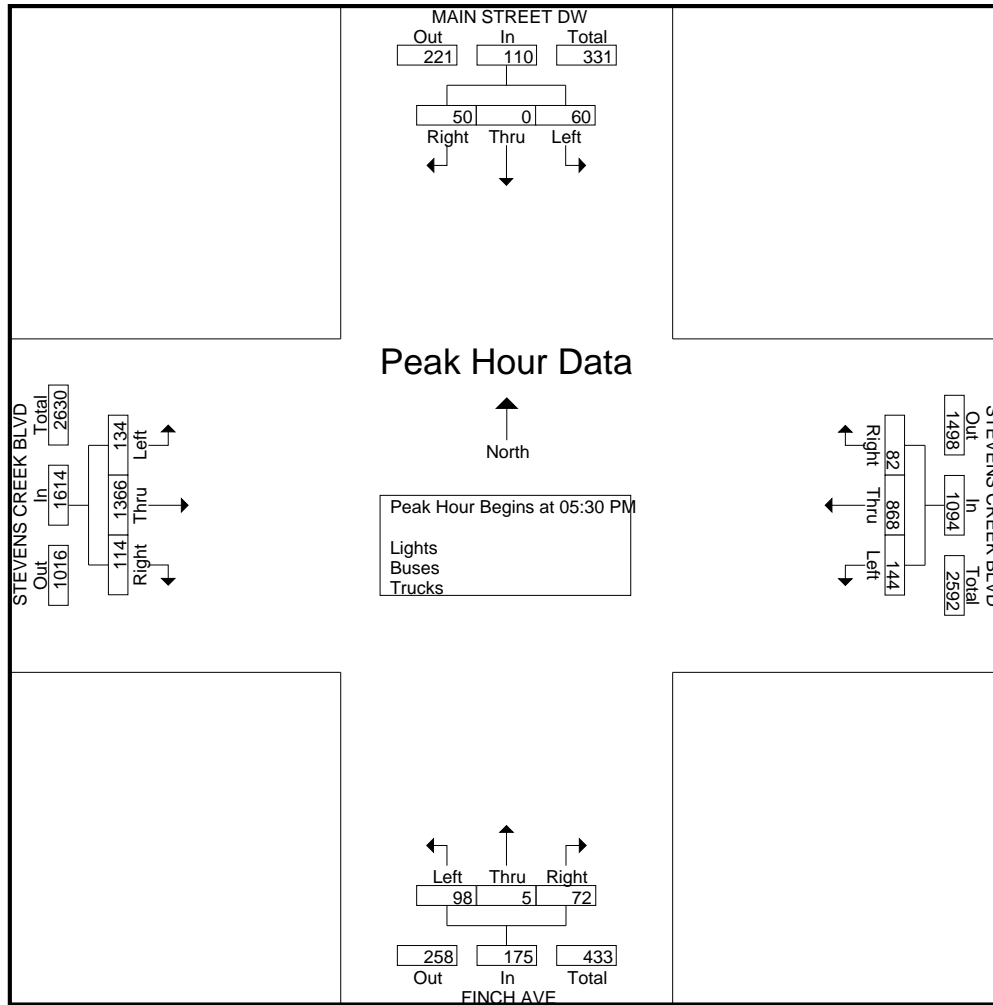 MAIN STREET DW
Out In Total
221 110 331
50 0 60
Right Thru Left
Peak Hour Data
North
Peak Hour Begins at 05:30 PM
Lights
Buses
Trucks
STEVENS CREEK BLVD
Out In Total
1016 1614 2630
114 1366 134
Right Thru Left
STEVENS CREEK BLVD
Out In Total
1498 1094 2592
82 868 144
Right Thru Left
Left Thru Right
98 5 72
258 175 433
Out In Total
FINCH AVE